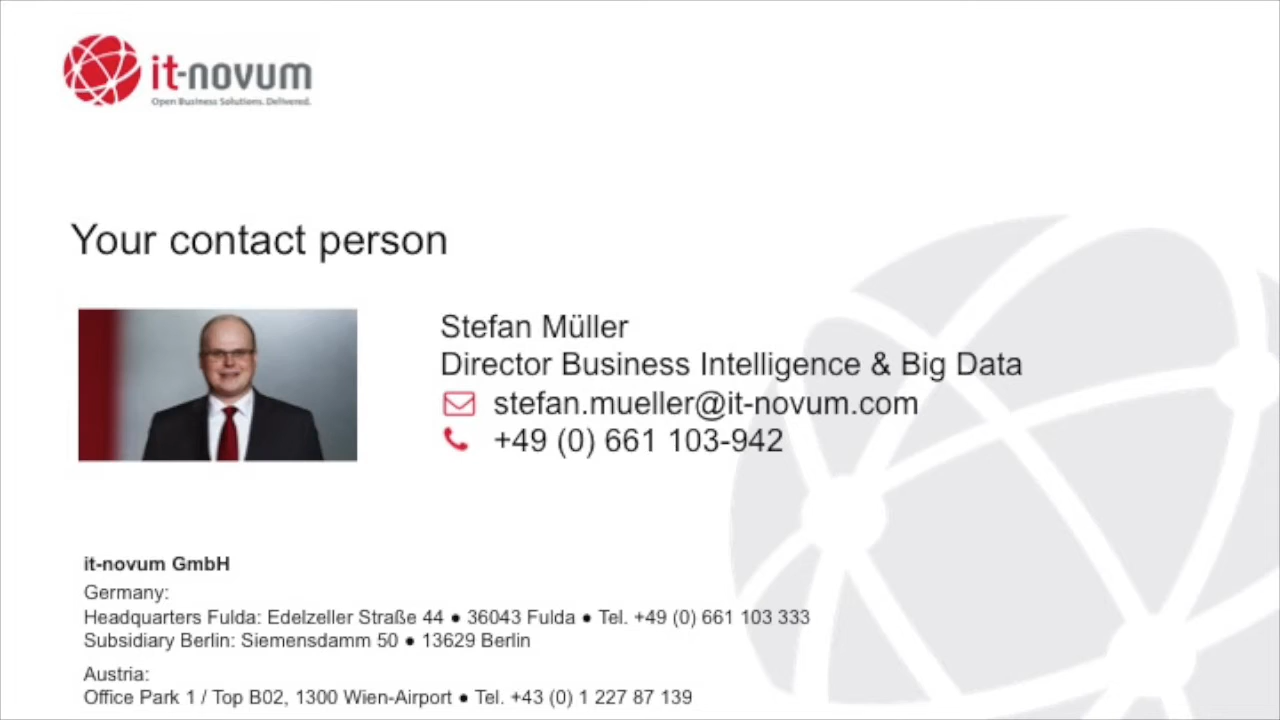 it-novum
Open Business Solutions. Delivered.
Your contact person
Stefan Müller
Director Business Intelligence & Big Data
stefan.mueller@it-novum.com
+49 (0) 661 103-942
it-novum GmbH
Germany:
Headquarters Fulda: Edelzeller Straße 44 ● 36043 Fulda ● Tel. +49 (0) 661 103 333
Subsidiary Berlin: Siemensdamm 50 ● 13629 Berlin
Austria:
Office Park 1 / Top B02, 1300 Wien-Airport ● Tel. +43 (0) 1 227 87 139